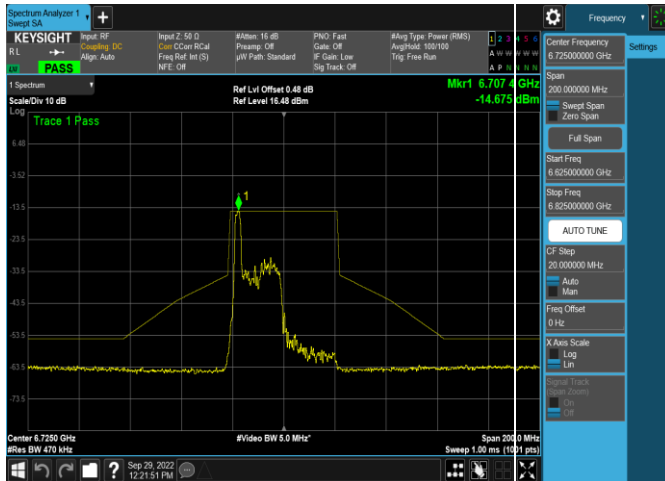 Spectrum Analyzer 1
Swept SA
+
Frequency
KEYSIGHT
Input: RF
Input Z: 50 Ω
#Atten: 16 dB
PNO: Fast
#Avg Type: Power (RMS)
1 2 3 4 5 6
RL
Coupling: DC
Corr CCorr RCal
Preamp: Off
Gate: Off
Avg|Hold: 100/100
A W W W W W
Align: Auto
Freq Ref: Int (S)
µW Path: Standard
IF Gain: Low
Trig: Free Run
PASS
NFE: Off
Sig Track: Off
A P N N N N
1 Spectrum
Ref Lvl Offset 0.48 dB
Mkr1 6.707 4 GHz
Scale/Div 10 dB
Ref Level 16.48 dBm
-14.675 dBm
Log
Trace 1 Pass
6.48
-3.52
-13.5
-23.5
-33.5
-43.5
-53.5
-63.5
-73.5
1
Center 6.7250 GHz
#Video BW 5.0 MHz*
Span 200.0 MHz
#Res BW 470 kHz
Sweep 1.00 ms (1001 pts)
Sep 29, 2022
12:21:51 PM
Settings
Center Frequency
6.725000000 GHz
Span
200.000000 MHz
Swept Span
Zero Span
Full Span
Start Freq
6.625000000 GHz
Stop Freq
6.825000000 GHz
AUTO TUNE
CF Step
20.000000 MHz
Auto
Man
Freq Offset
0 Hz
X Axis Scale
Log
Lin
Signal Track
(Span Zoom)
On
Off